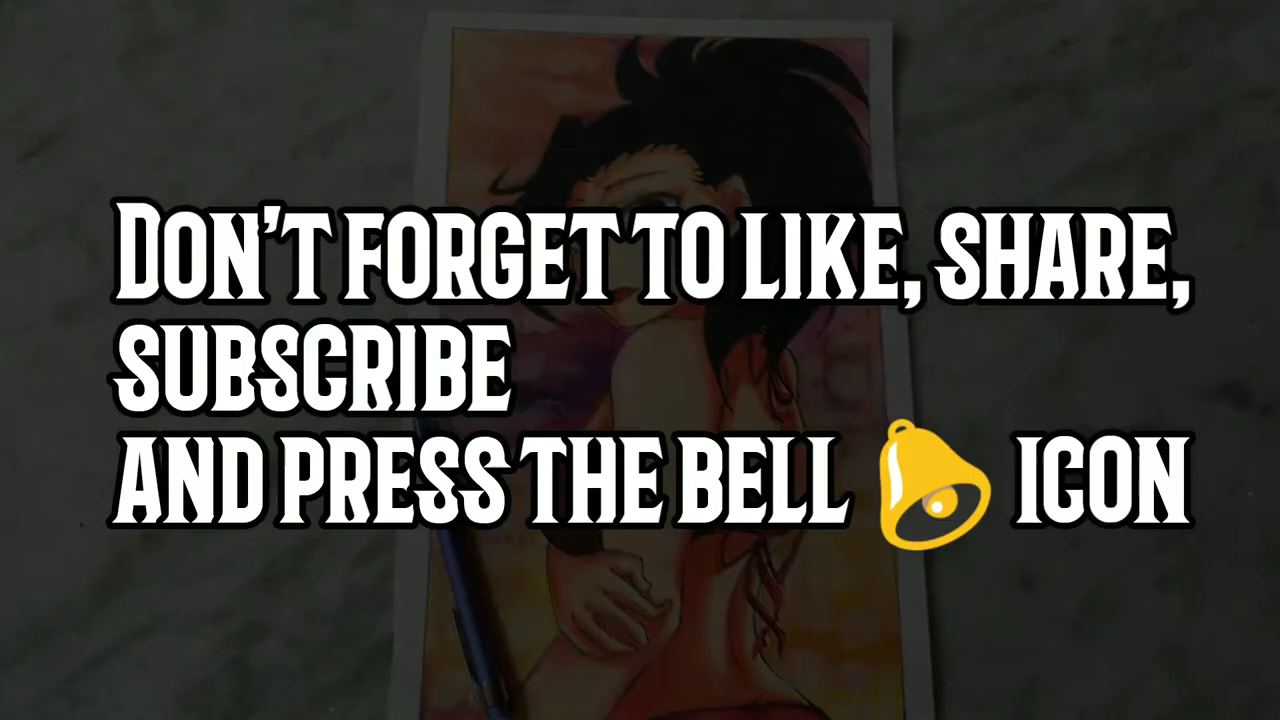 Don't forget to like, share,
subscribe
and press the bell 🔔 icon